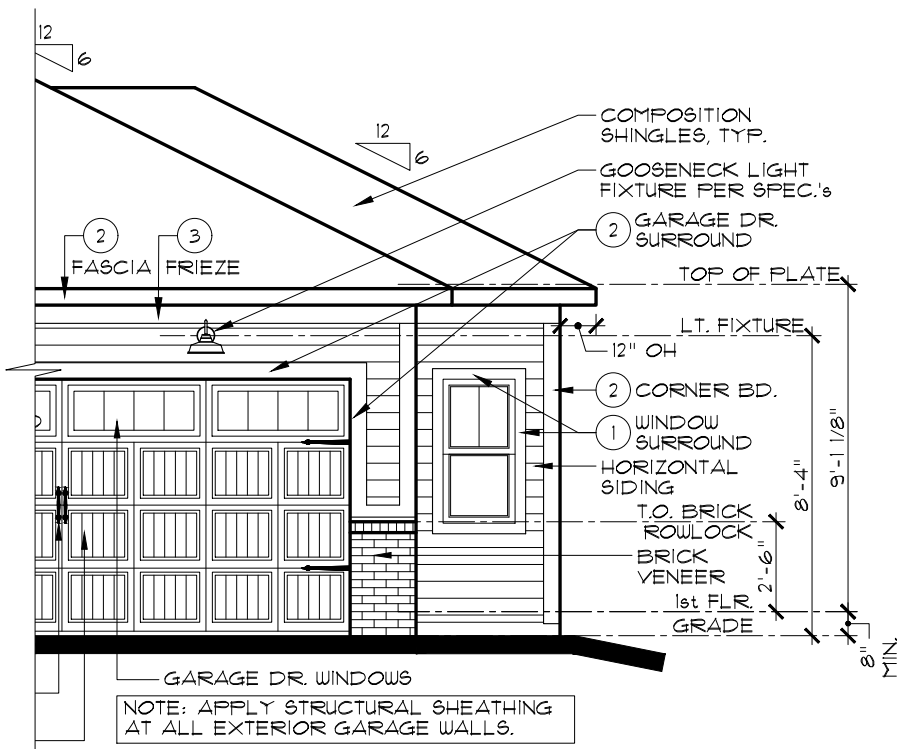 12
6
12
6
COMPOSITION
SHINGLES, TYP.
GOOSENECK LIGHT
FIXTURE PER SPEC.'s
2 GARAGE DR.
SURROUND
2
3
FASCIA FRIEZE
TOP OF PLATE
LT. FIXTURE
12" OH
2 CORNER BD.
1 WINDOW
SURROUND
HORIZONTAL
SIDING
9'-1 1/8"
8'-4"
T.O. BRICK
ROWLOCK
BRICK
VENEER
2'-6"
1st FLR.
GRADE
8"
MIN.
GARAGE DR. WINDOWS
NOTE: APPLY STRUCTURAL SHEATHING
AT ALL EXTERIOR GARAGE WALLS.